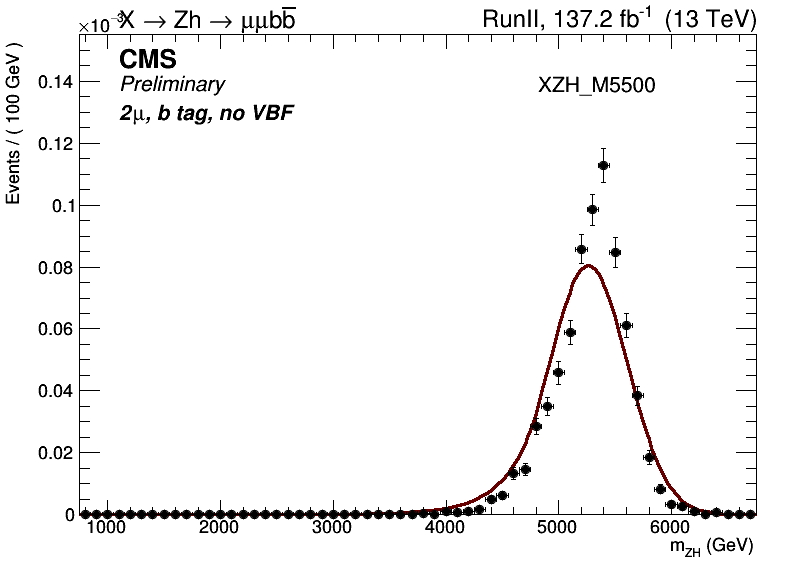 ×10⁻³
X → Zh → μμbb̅
RunII, 137.2 fb⁻¹ (13 TeV)
CMS
Preliminary
2μ, b tag, no VBF
XZH_M5500
Events / ( 100 GeV )
0.14
0.12
0.1
0.08
0.06
0.04
0.02
0
1000 2000 3000 4000 5000 6000
m_ZH (GeV)